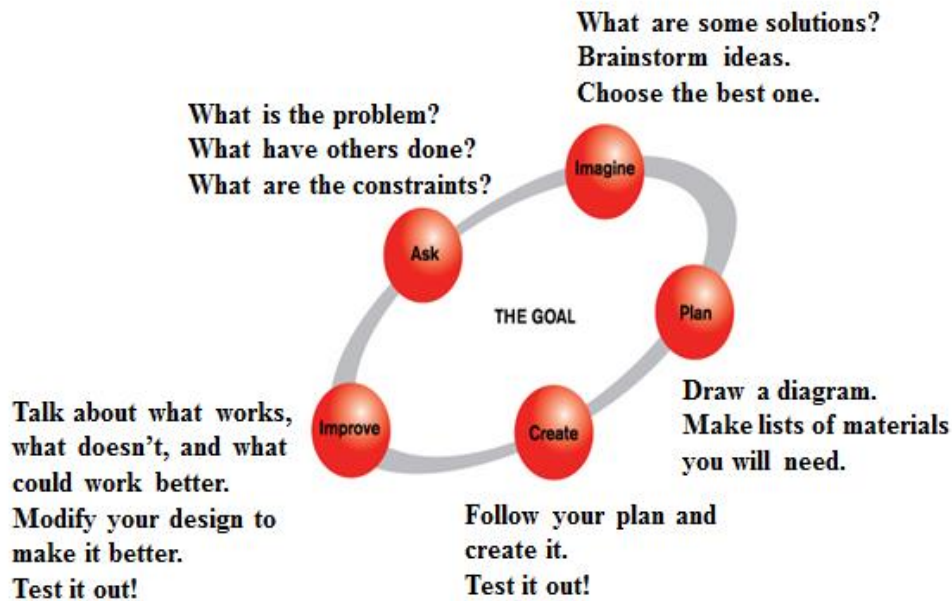 What are some solutions?
Brainstorm ideas.
Choose the best one.
What is the problem?
What have others done?
What are the constraints?
Imagine
Ask
THE GOAL
Plan
Improve
Create
Draw a diagram.
Make lists of materials
you will need.
Talk about what works,
what doesn't, and what
could work better.
Modify your design to
make it better.
Test it out!
Follow your plan and
create it.
Test it out!